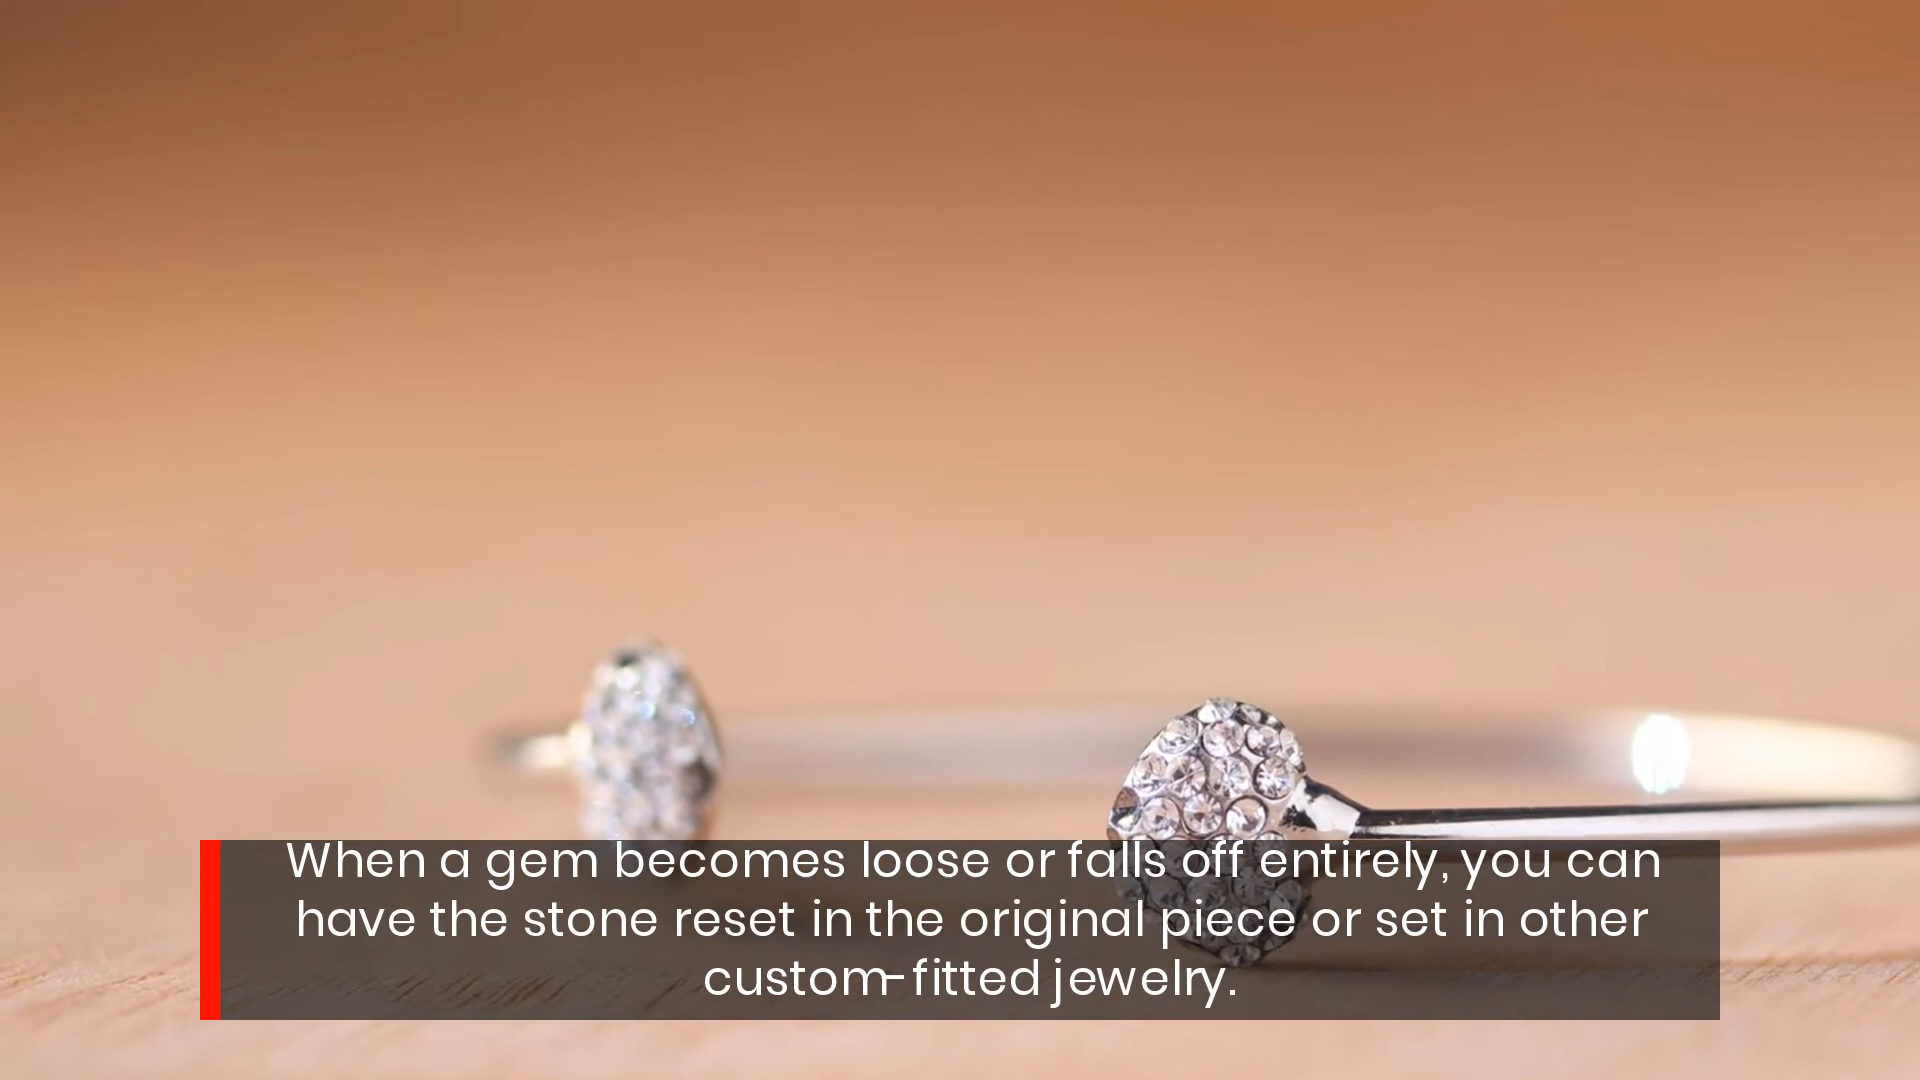 When a gem becomes loose or falls off entirely, you can
have the stone reset in the original piece or set in other
custom-fitted jewelry.